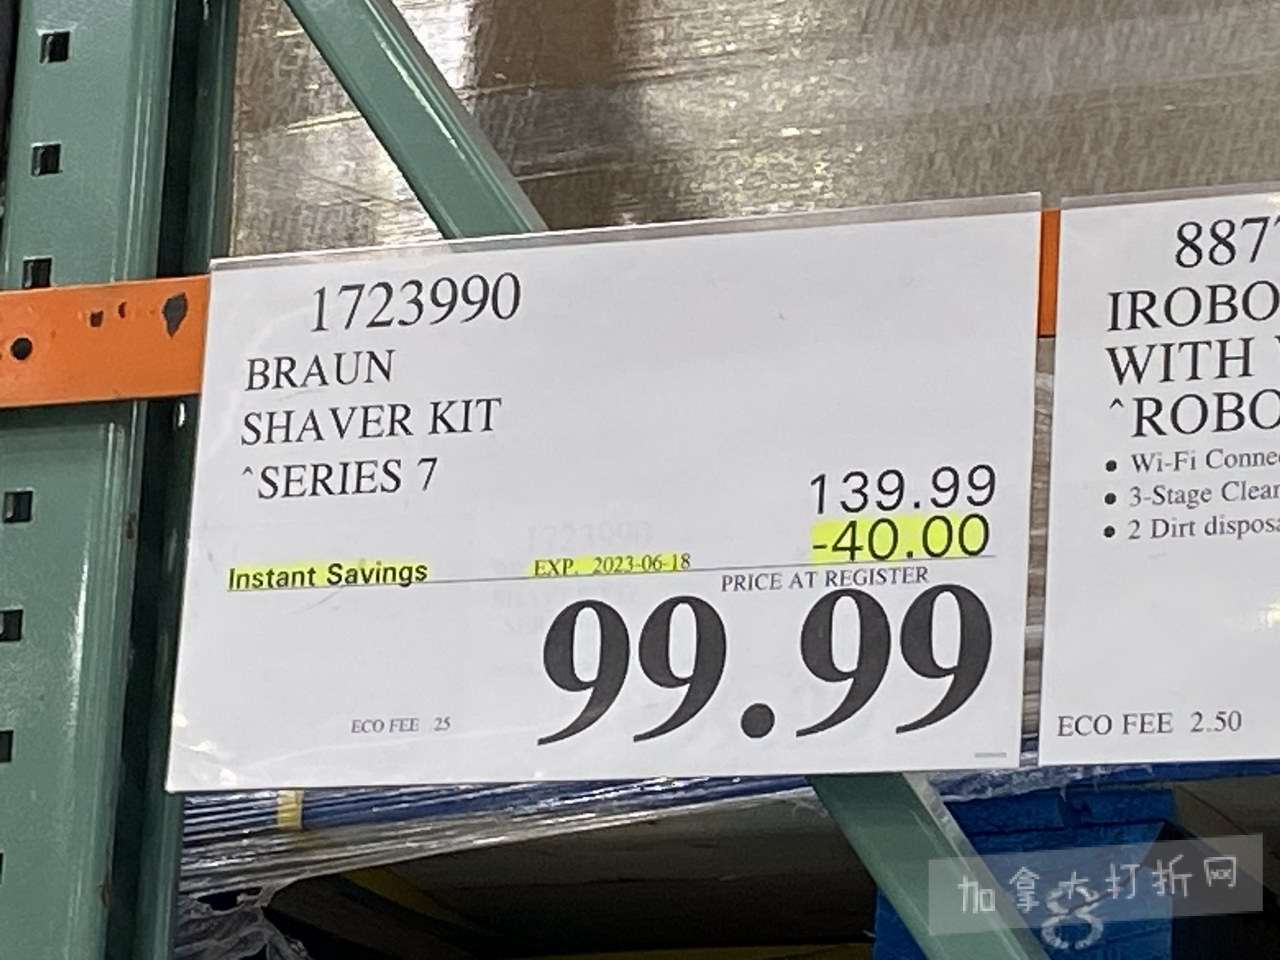 1723990
BRAUN
SHAVER KIT
^SERIES 7
139.99
-40.00
Instant Savings EXP. 2023-06-18
PRICE AT REGISTER
99.99
ECO FEE 25
887
IROBO
WITH
^ROBO
• Wi-Fi Conne
• 3-Stage Clean
• 2 Dirt dispos
ECO FEE 2.50
加拿大打折网